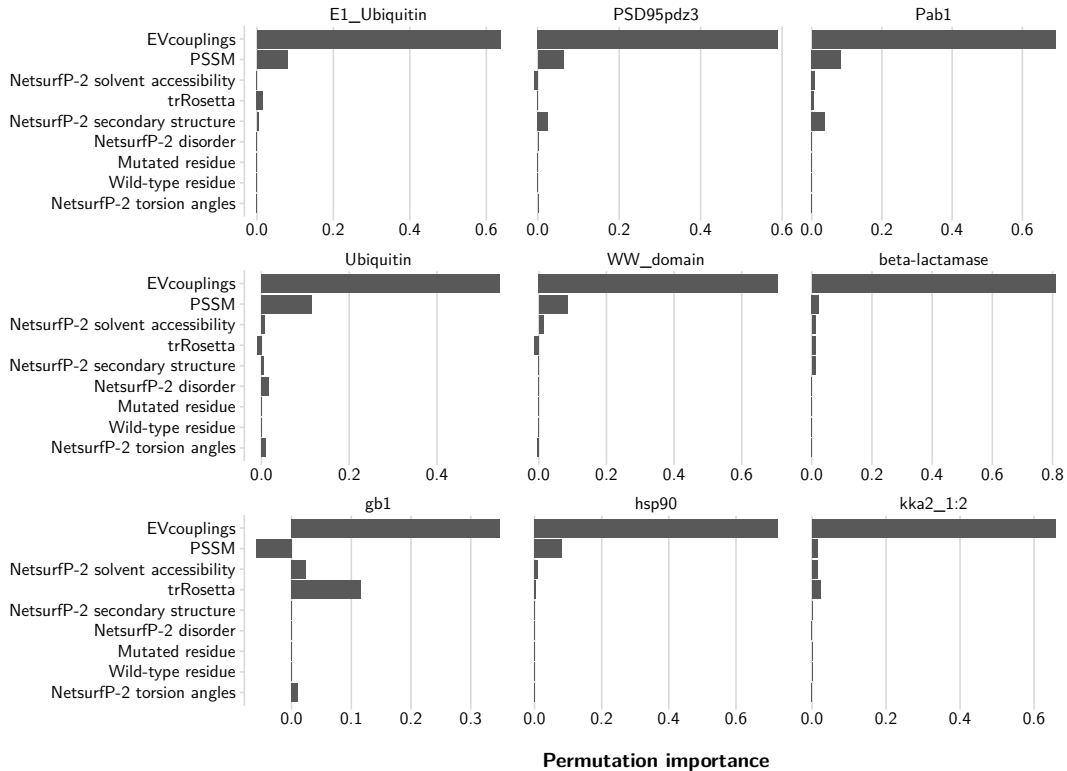 E1_Ubiquitin
PSD95pdz3
Pab1
EVcouplings
PSSM
NetsurfP-2 solvent accessibility
trRosetta
NetsurfP-2 secondary structure
NetsurfP-2 disorder
Mutated residue
Wild-type residue
NetsurfP-2 torsion angles
0.0 0.2 0.4 0.6
0.0 0.2 0.4 0.6
0.0 0.2 0.4 0.6
Ubiquitin
WW_domain
beta-lactamase
EVcouplings
PSSM
NetsurfP-2 solvent accessibility
trRosetta
NetsurfP-2 secondary structure
NetsurfP-2 disorder
Mutated residue
Wild-type residue
NetsurfP-2 torsion angles
0.0 0.2 0.4
0.0 0.2 0.4 0.6
0.0 0.2 0.4 0.6 0.8
gb1
hsp90
kka2_1:2
EVcouplings
PSSM
NetsurfP-2 solvent accessibility
trRosetta
NetsurfP-2 secondary structure
NetsurfP-2 disorder
Mutated residue
Wild-type residue
NetsurfP-2 torsion angles
0.0 0.1 0.2 0.3
0.0 0.2 0.4 0.6
0.0 0.2 0.4 0.6
Permutation importance